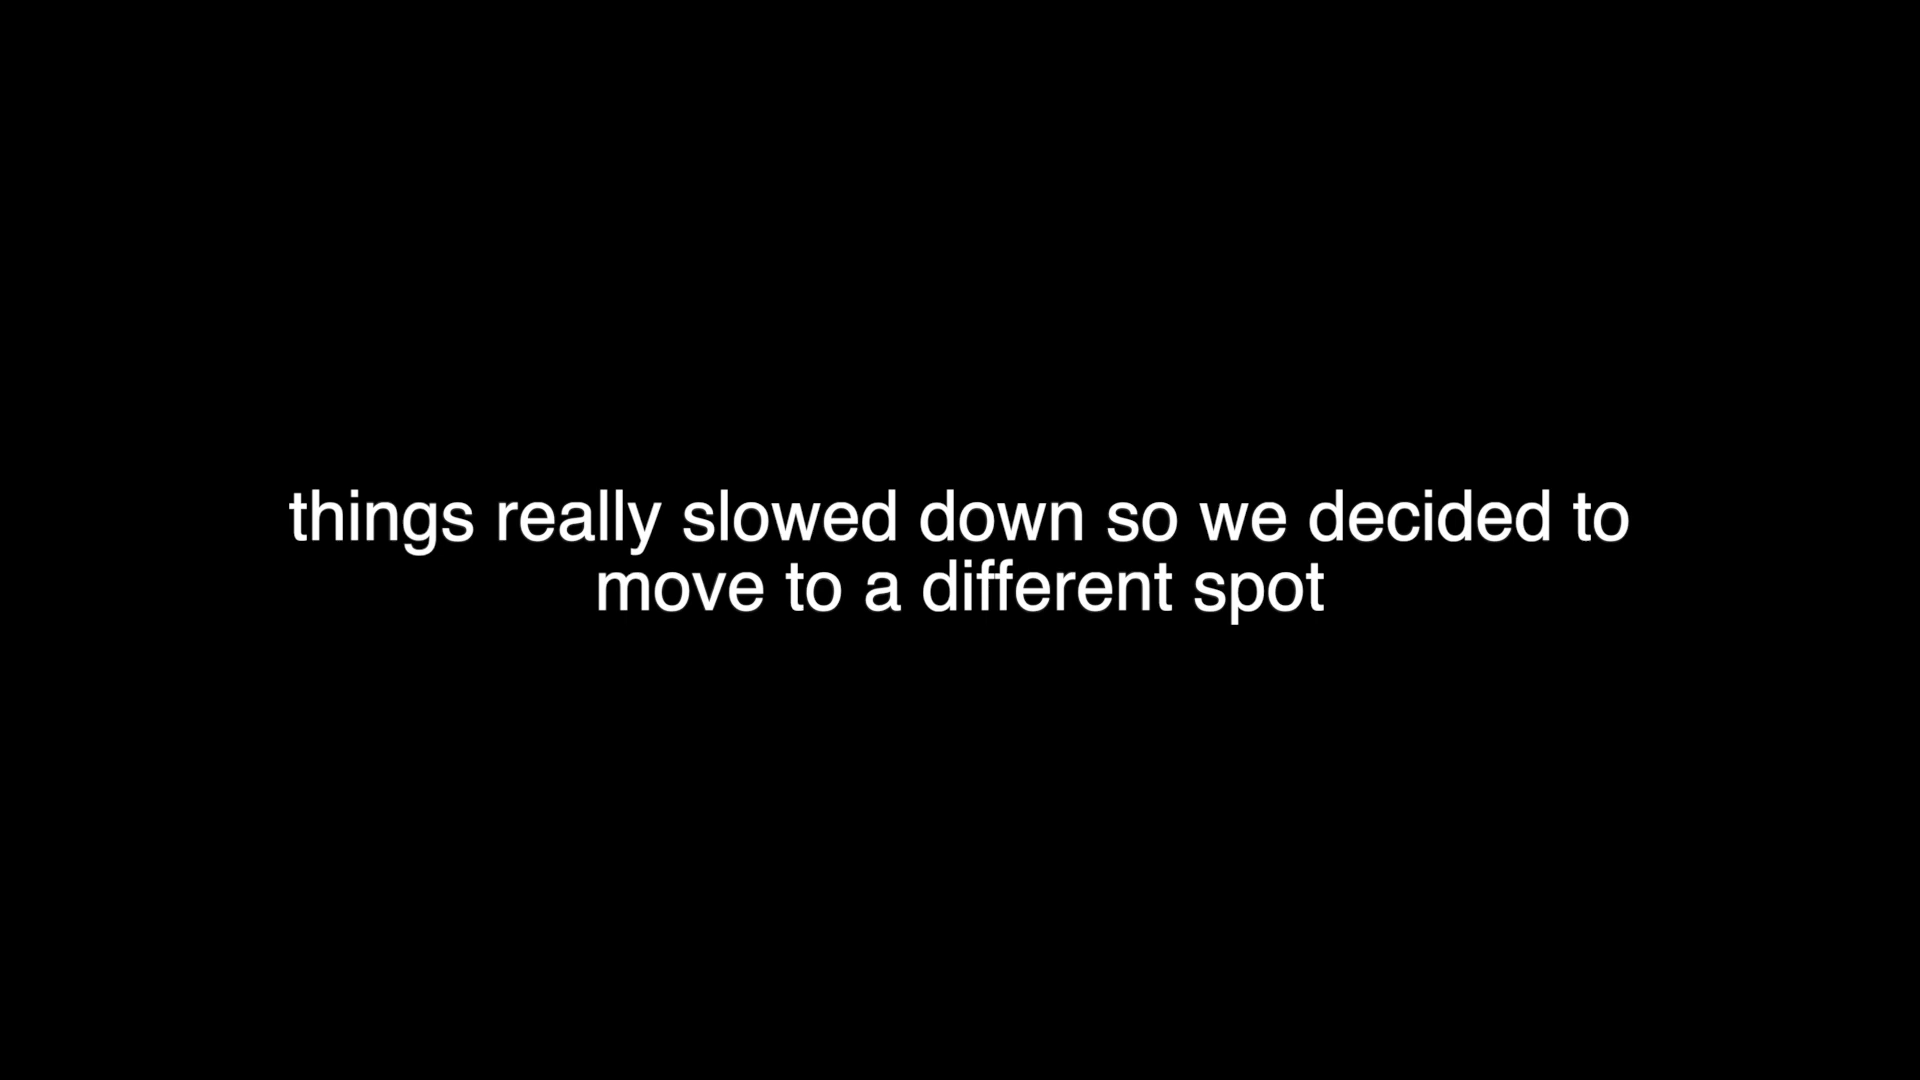 things really slowed down so we decided to
move to a different spot